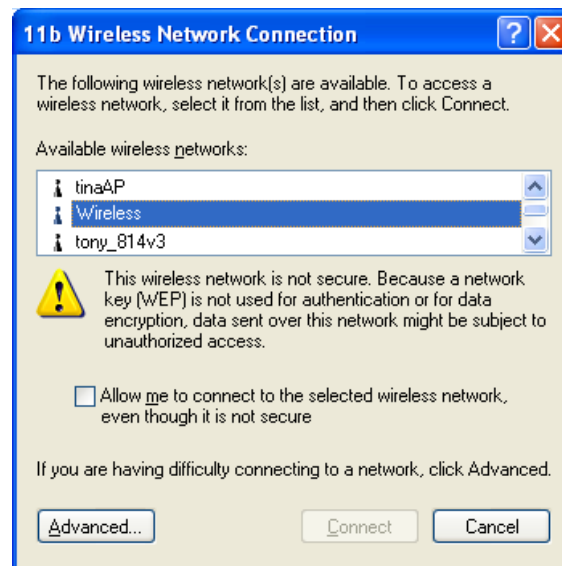 11b Wireless Network Connection
The following wireless network(s) are available. To access a
wireless network, select it from the list, and then click Connect.
Available wireless networks:
tinaAP
Wireless
tony_814v3
This wireless network is not secure. Because a network
key (WEP) is not used for authentication or for data
encryption, data sent over this network might be subject to
unauthorized access.
Allow me to connect to the selected wireless network,
even though it is not secure
If you are having difficulty connecting to a network, click Advanced.
Advanced... Connect Cancel